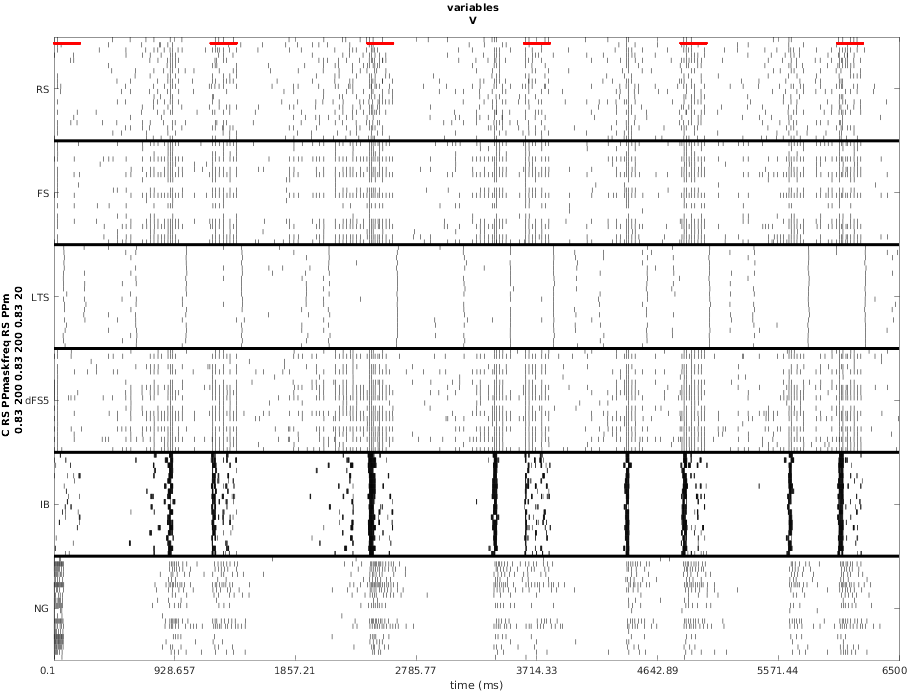 variables
V
C RS PPmaskfreq RS PPm
0.83 200 0.83 200 0.83 20
RS
FS
LTS
dFS5
IB
NG
0.1 928.657 1857.21 2785.77 3714.33 4642.89 5571.44 6500
time (ms)